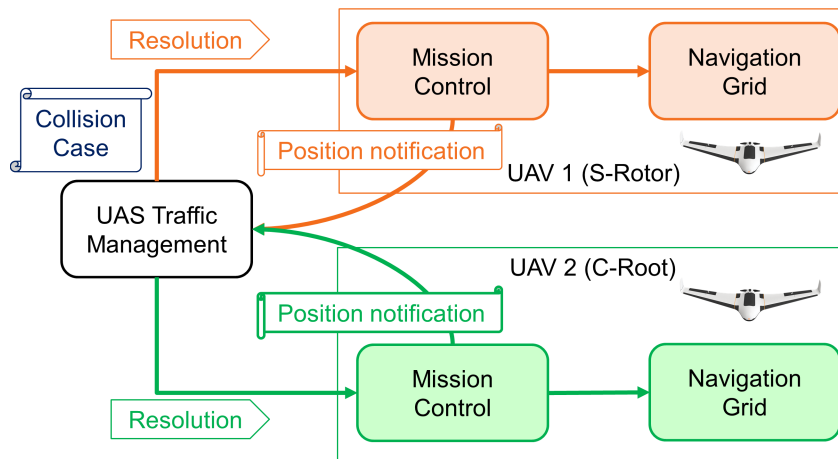 Resolution
Mission
Control
Navigation
Grid
Collision
Case
Position notification
UAV 1 (S-Rotor)
UAS Traffic
Management
UAV 2 (C-Root)
Position notification
Mission
Control
Navigation
Grid
Resolution